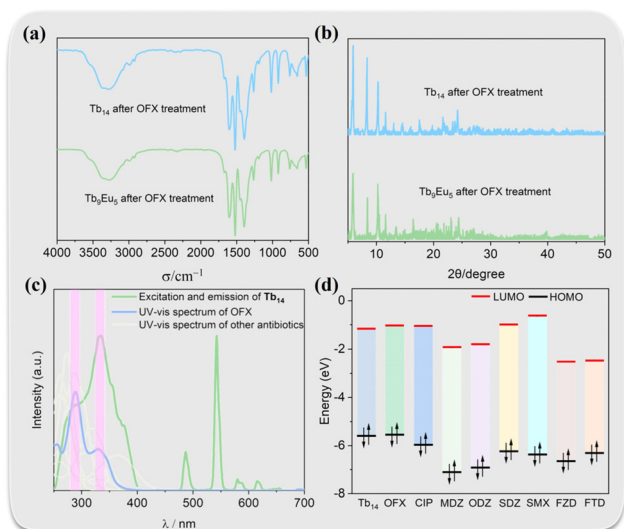 (a)
Tb14 after OFX treatment
Tb9Eu5 after OFX treatment
4000 3500 3000 2500 2000 1500 1000 500
σ/cm−1
(b)
Tb14 after OFX treatment
Tb9Eu5 after OFX treatment
10 20 30 40 50
2θ/degree
(c)
Excitation and emission of Tb14
UV-vis spectrum of OFX
UV-vis spectrum of other antibiotics
Intensity (a.u.)
300 400 500 600 700
λ / nm
(d)
LUMO HOMO
Energy (eV)
0
-2
-4
-6
-8
Tb14 OFX CIP MDZ ODZ SDZ SMX FZD FTD